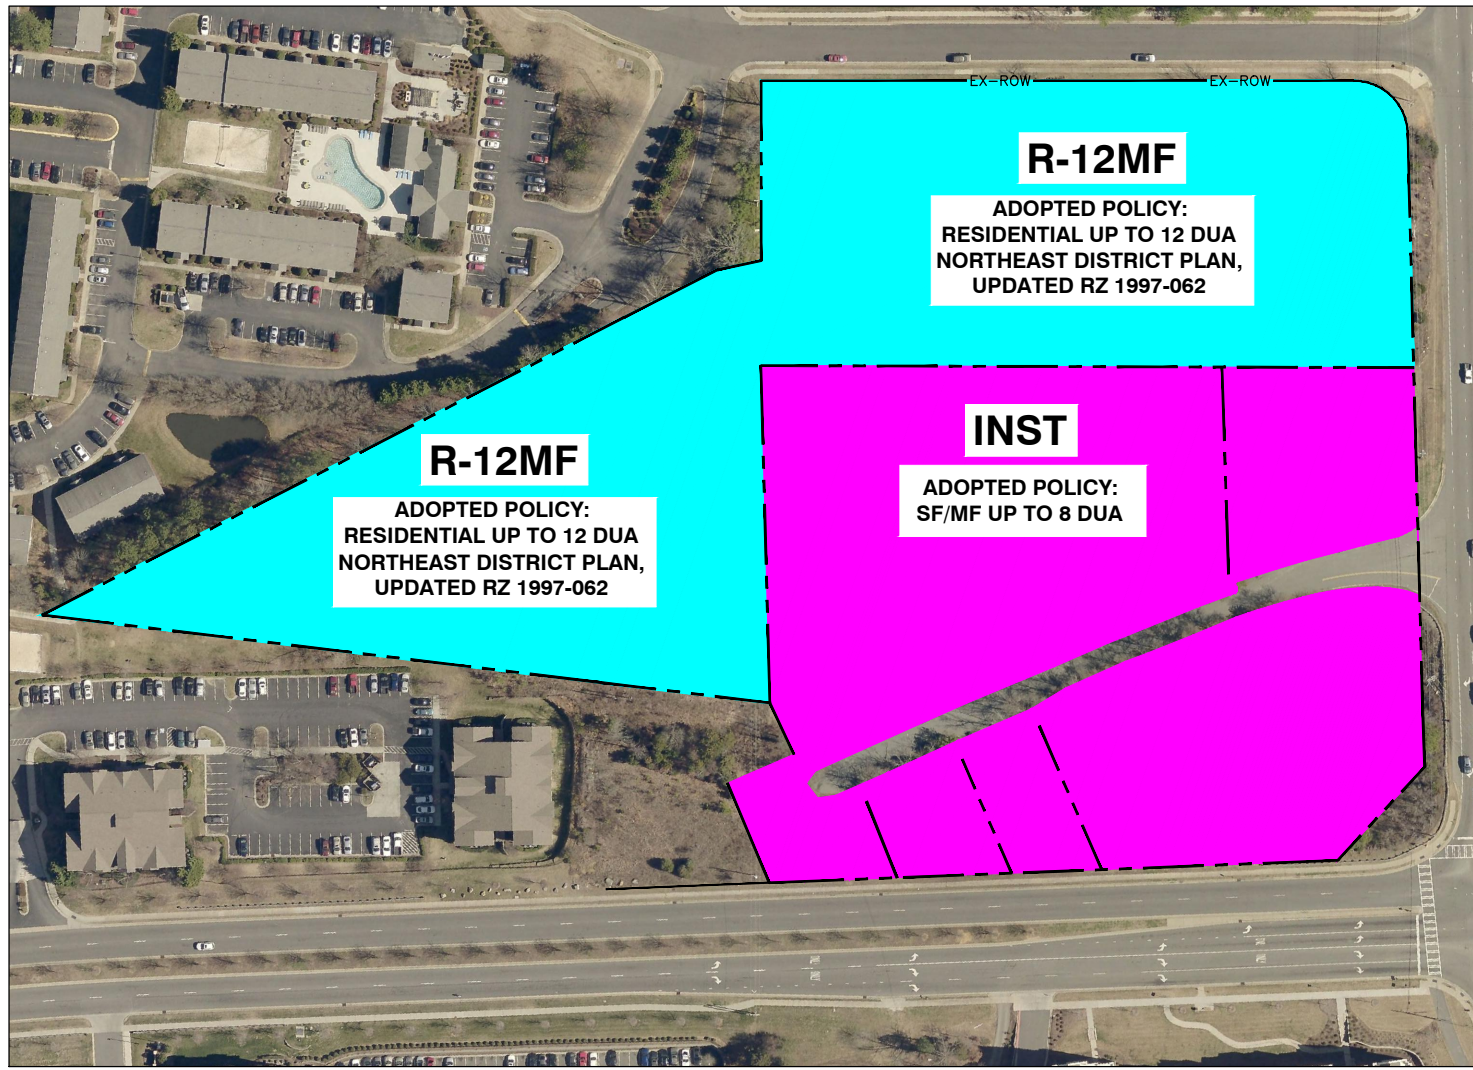 EX-ROW EX-ROW
R-12MF
ADOPTED POLICY:
RESIDENTIAL UP TO 12 DUA
NORTHEAST DISTRICT PLAN,
UPDATED RZ 1997-062
INST
ADOPTED POLICY:
SF/MF UP TO 8 DUA
R-12MF
ADOPTED POLICY:
RESIDENTIAL UP TO 12 DUA
NORTHEAST DISTRICT PLAN,
UPDATED RZ 1997-062